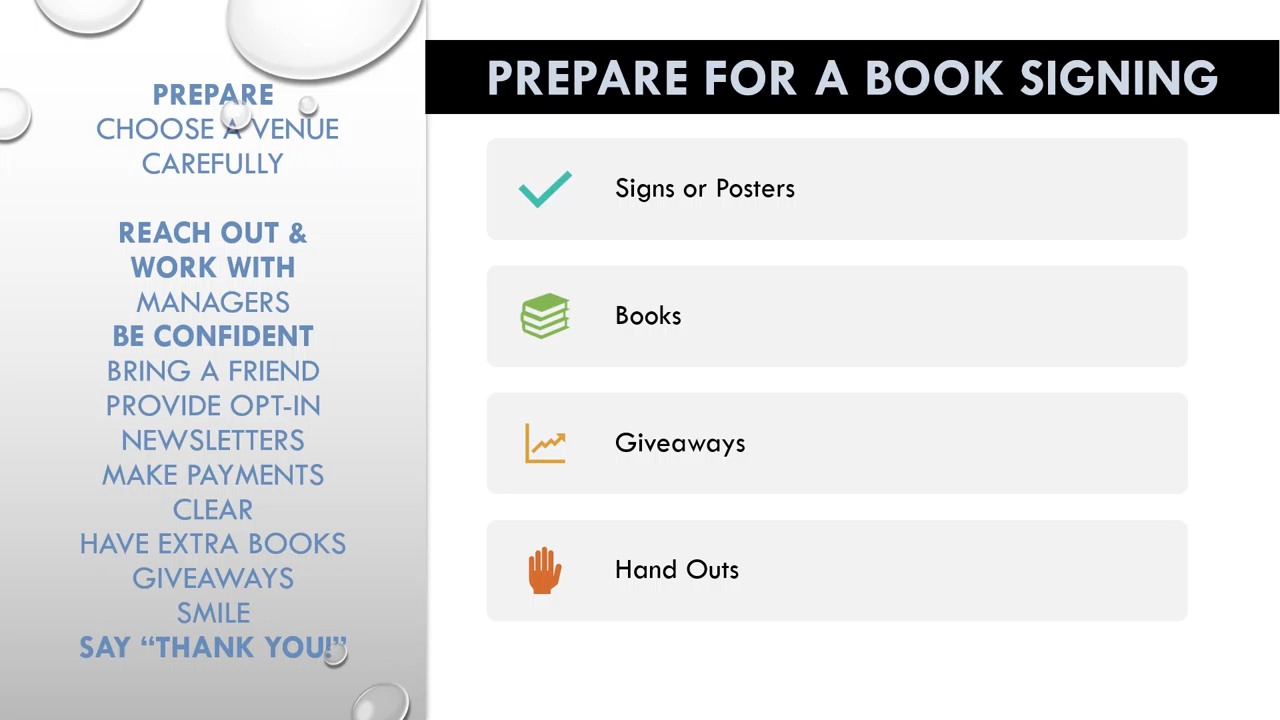 PREPARE
CHOOSE A VENUE
CAREFULLY
REACH OUT &
WORK WITH
MANAGERS
BE CONFIDENT
BRING A FRIEND
PROVIDE OPT-IN
NEWSLETTERS
MAKE PAYMENTS
CLEAR
HAVE EXTRA BOOKS
GIVEAWAYS
SMILE
SAY “THANK YOU!”
PREPARE FOR A BOOK SIGNING
Signs or Posters
Books
Giveaways
Hand Outs